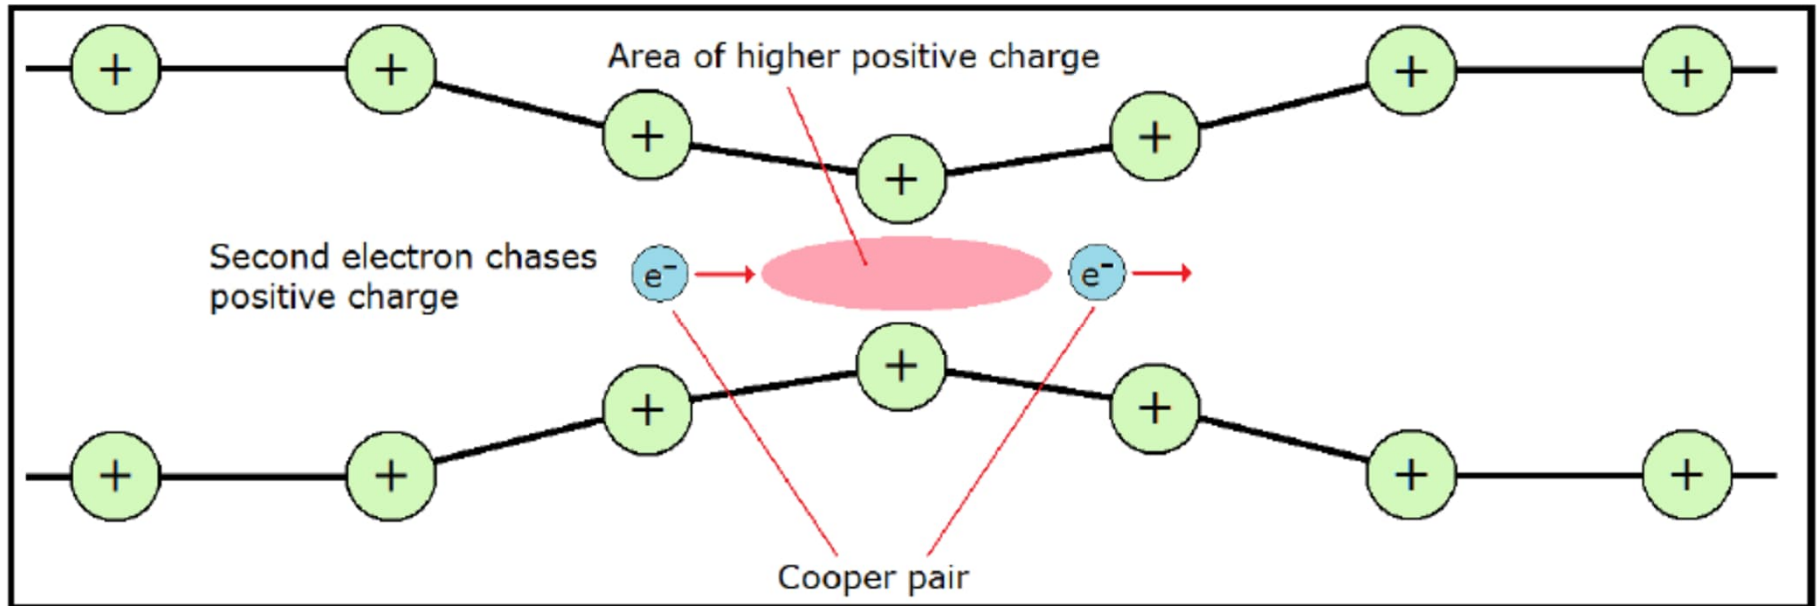 + + + + + + +
Area of higher positive charge
Second electron chases
positive charge
e⁻ e⁻
+ + + + + + +
Cooper pair